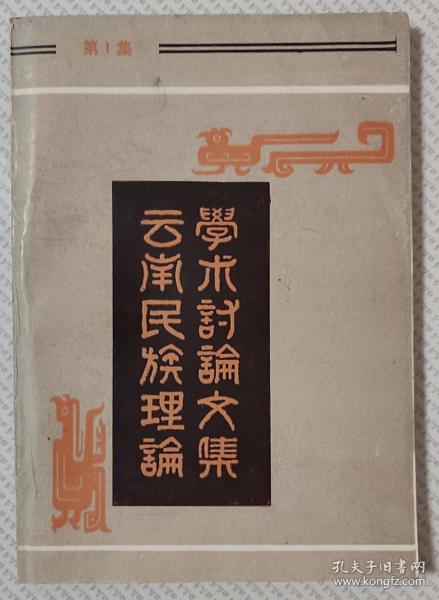 第1集
云南民族理論
學术討論文集
孔夫子旧书网
book.kongfz.com